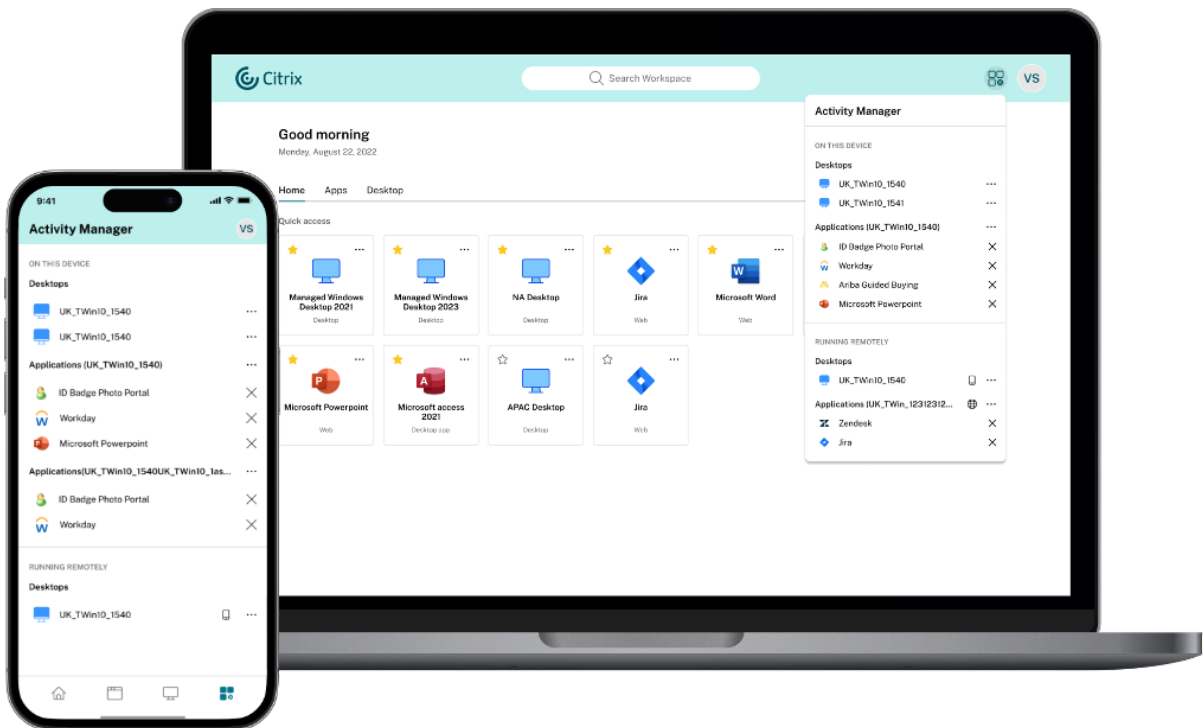 Citrix
Search Workspace
VS
Good morning
Monday, August 22, 2022
Home Apps Desktop
Quick access
Managed Windows
Desktop 2021
Desktop
Managed Windows
Desktop 2023
Desktop
NA Desktop
Desktop
Jira
Web
W
Microsoft Word
Web
P
Microsoft Powerpoint
Web
A
Microsoft access
2021
Desktop app
APAC Desktop
Desktop
Jira
Web
Activity Manager
ON THIS DEVICE
Desktops
UK_TWin10_1540
UK_TWin10_1541
Applications (UK_TWin10_1540)
ID Badge Photo Portal
Workday
Ariba Guided Buying
Microsoft Powerpoint
RUNNING REMOTELY
Desktops
UK_TWin10_1540
Applications (UK_TWin_12312312...
Zendesk
Jira
9:41
Activity Manager
VS
ON THIS DEVICE
Desktops
UK_TWin10_1540
UK_TWin10_1540
Applications (UK_TWin10_1540)
ID Badge Photo Portal
Workday
Microsoft Powerpoint
Applications(UK_TWin10_1540UK_TWin10_1as...
ID Badge Photo Portal
Workday
RUNNING REMOTELY
Desktops
UK_TWin10_1540